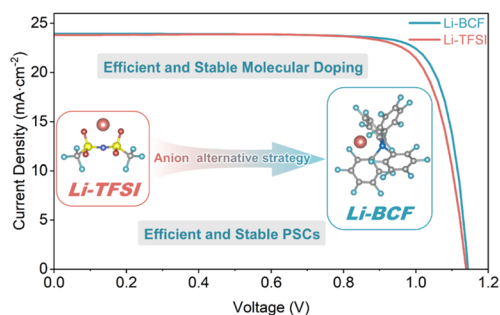 25
20
15
10
5
0
Current Density (mA·cm⁻²)
Li-BCF
Li-TFSI
Efficient and Stable Molecular Doping
Anion alternative strategy
Li-TFSI
Li-BCF
Efficient and Stable PSCs
0.0 0.2 0.4 0.6 0.8 1.0 1.2
Voltage (V)